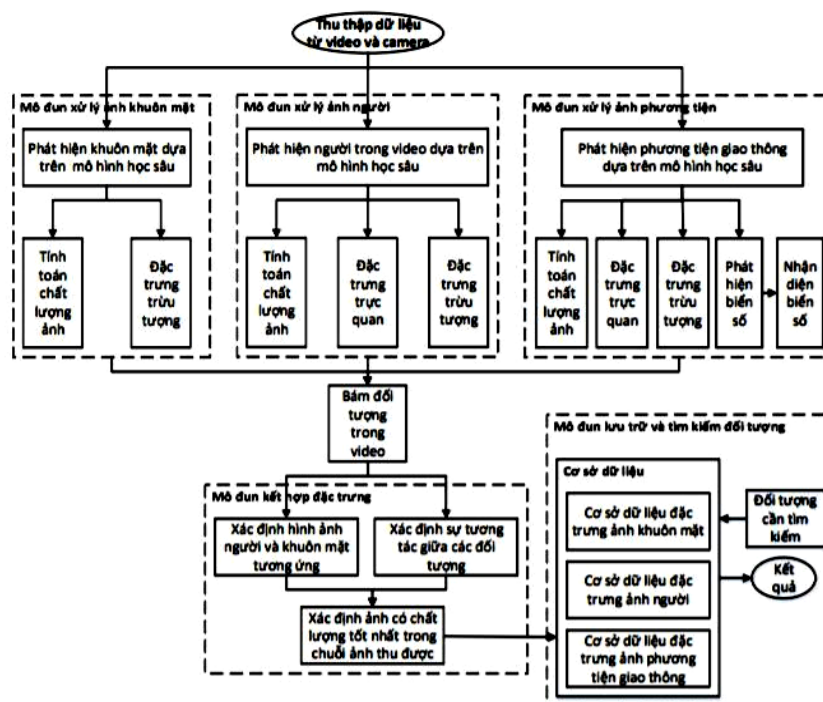 Thu thập dữ liệu
từ video và camera
Mô đun xử lý ảnh khuôn mặt
Phát hiện khuôn mặt dựa
trên mô hình học sâu
Tính
toán
chất
lượng
ảnh
Đặc
trưng
trừu
tượng
Mô đun xử lý ảnh người
Phát hiện người trong video dựa trên
mô hình học sâu
Tính
toán
chất
lượng
ảnh
Đặc
trưng
trực
quan
Đặc
trưng
trừu
tượng
Mô đun xử lý ảnh phương tiện
Phát hiện phương tiện giao thông
dựa trên mô hình học sâu
Tính
toán
chất
lượng
ảnh
Đặc
trưng
trực
quan
Đặc
trưng
trừu
tượng
Phát
hiện
biển
số
Nhận
diện
biển
số
Bám đối
tượng
trong
video
Mô đun kết hợp đặc trưng
Xác định hình ảnh
người và khuôn mặt
tương ứng
Xác định sự tương
tác giữa các đối
tượng
Xác định ảnh có chất
lượng tốt nhất trong
chuỗi ảnh thu được
Mô đun lưu trữ và tìm kiếm đối tượng
Cơ sở dữ liệu
Cơ sở dữ liệu đặc
trưng ảnh khuôn mặt
Cơ sở dữ liệu đặc
trưng ảnh người
Cơ sở dữ liệu đặc
trưng ảnh phương
tiện giao thông
Đối tượng
cần tìm
kiếm
Kết
quả